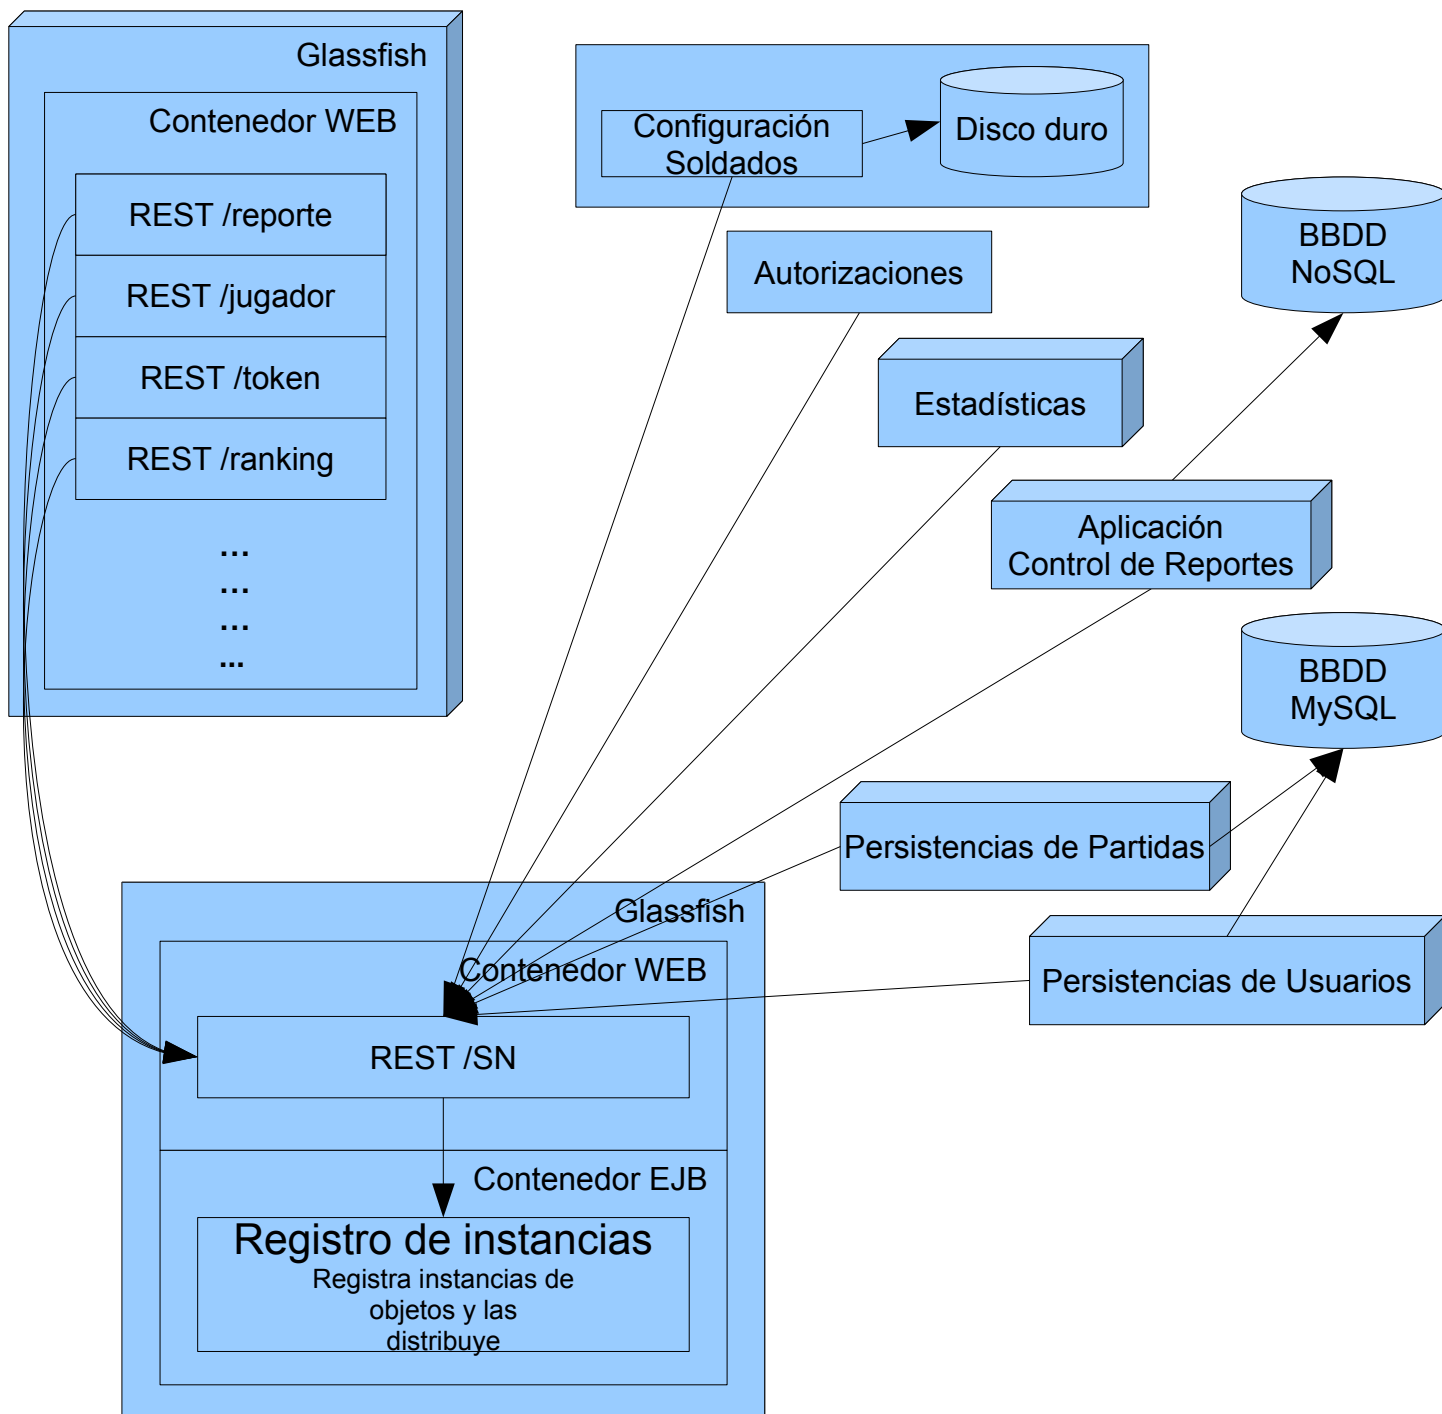 Glassfish
Contenedor WEB
REST /reporte
REST /jugador
REST /token
REST /ranking
...
...
...
...
Configuración
Soldados
Disco duro
Autorizaciones
BBDD
NoSQL
Estadísticas
Aplicación
Control de Reportes
BBDD
MySQL
Persistencias de Partidas
Persistencias de Usuarios
Glassfish
Contenedor WEB
REST /SN
Contenedor EJB
Registro de instancias
Registra instancias de
objetos y las
distribuye